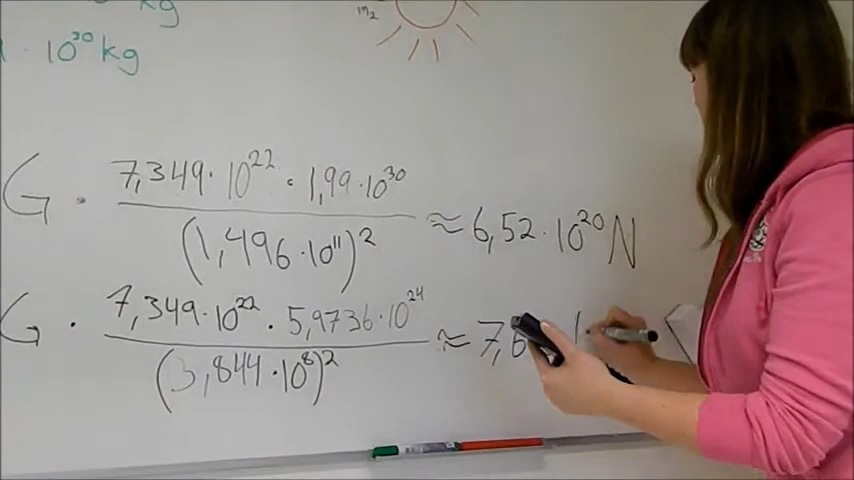 kg
m₂
· 10³⁰ kg
G · 7,349 · 10²² · 1,99 · 10³⁰
(1,496 · 10¹¹)² ≈ 6,52 · 10²⁰ N
G · 7,349 · 10²² · 5,9736 · 10²⁴
(3,844 · 10⁸)² ≈ 7,6